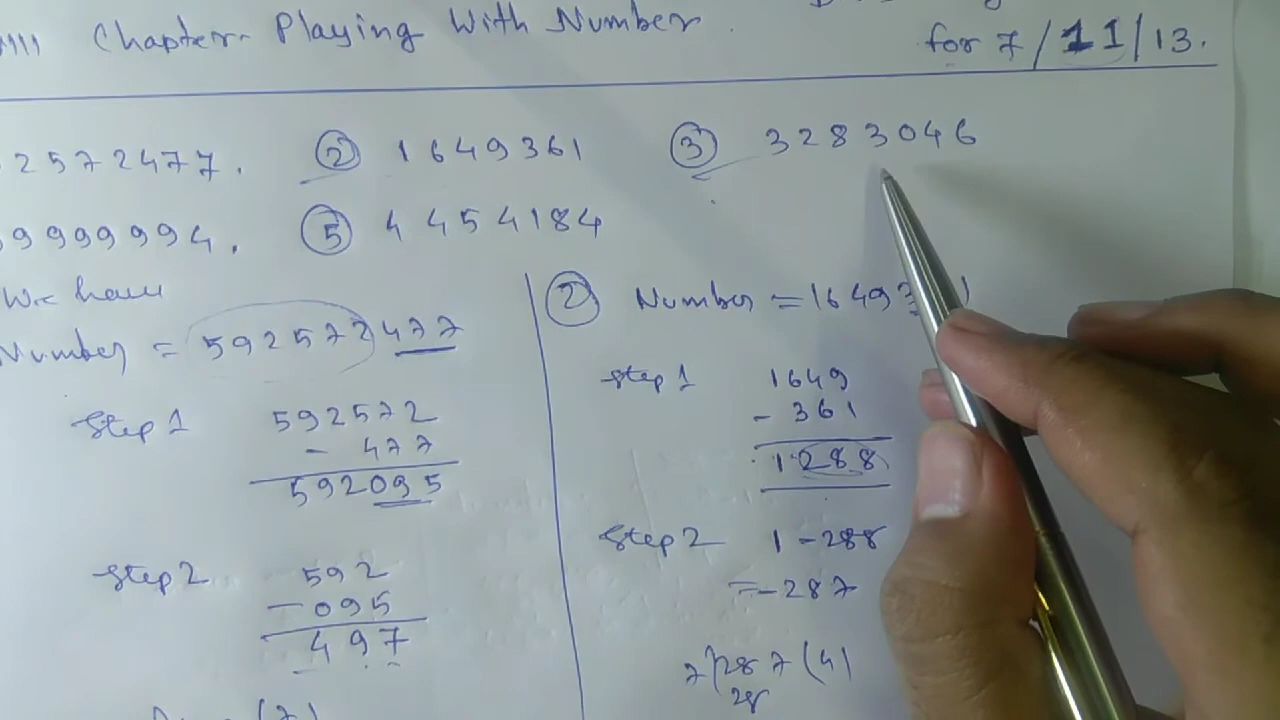 Chapter- Playing With Number.
for 7/11/13.
2572477. ② 1649361 ③ 3283046
9999994. ⑤ 4454184
We have
Number = 592572477
Step 1
592572
- 477
592095
Step 2
592
- 095
497
② Number = 1649
Step 1
1649
- 361
1288
Step 2 1 - 288
= - 287
7)287(4)
28